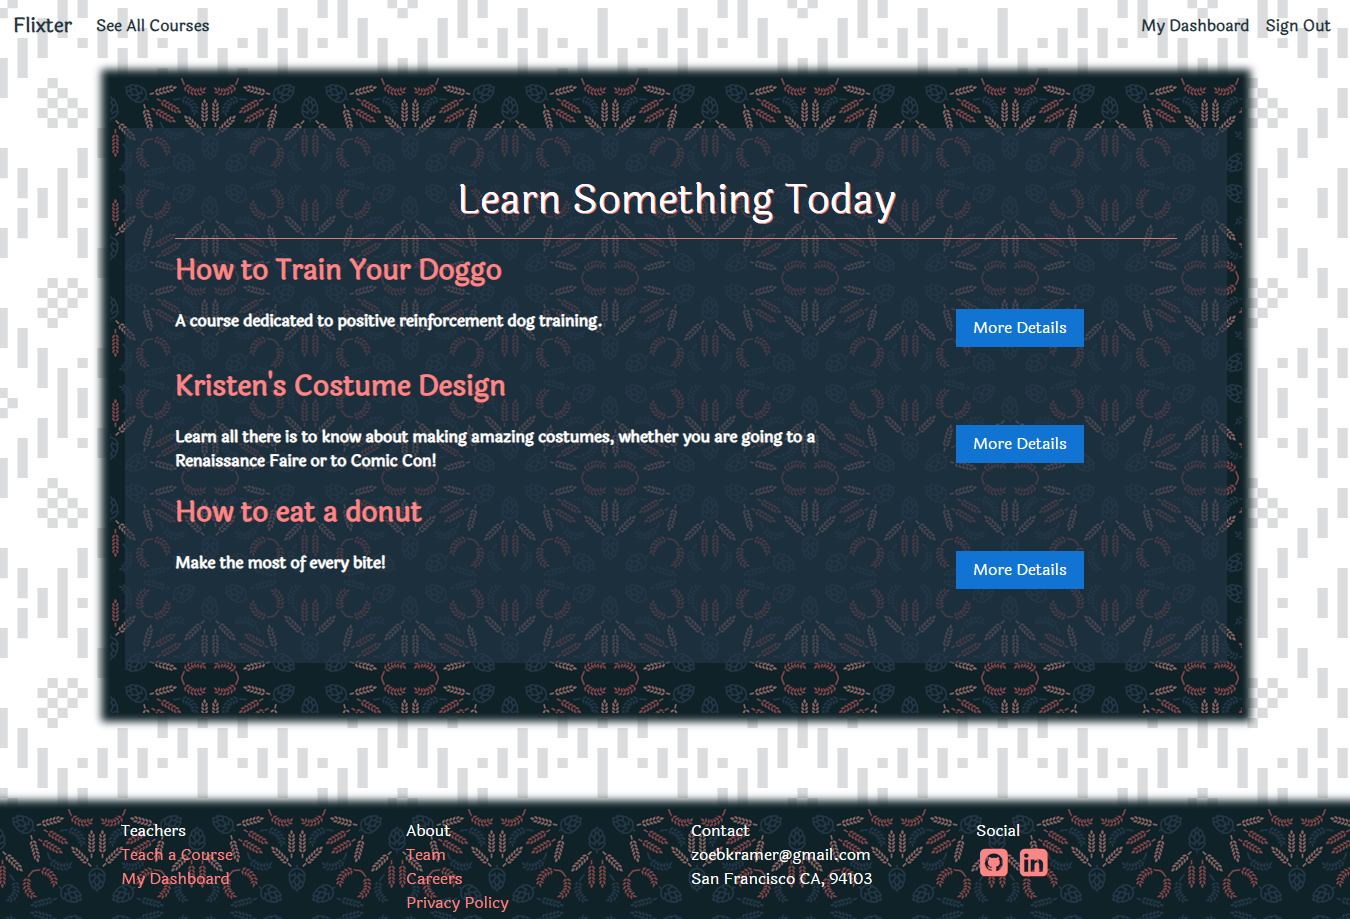 Flixter See All Courses My Dashboard Sign Out
Learn Something Today
How to Train Your Doggo
A course dedicated to positive reinforcement dog training.
More Details
Kristen's Costume Design
Learn all there is to know about making amazing costumes, whether you are going to a
Renaissance Faire or to Comic Con!
More Details
How to eat a donut
Make the most of every bite!
More Details
Teachers
Teach a Course
My Dashboard
About
Team
Careers
Privacy Policy
Contact
zoebkramer@gmail.com
San Francisco CA, 94103
Social
in